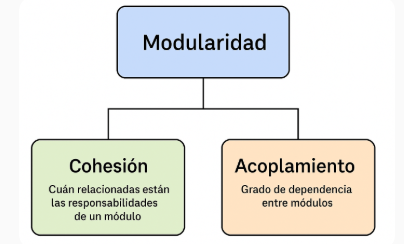 Modularidad
Cohesión
Cuán relacionadas están
las responsabilidades
de un módulo
Acoplamiento
Grado de dependencia
entre módulos